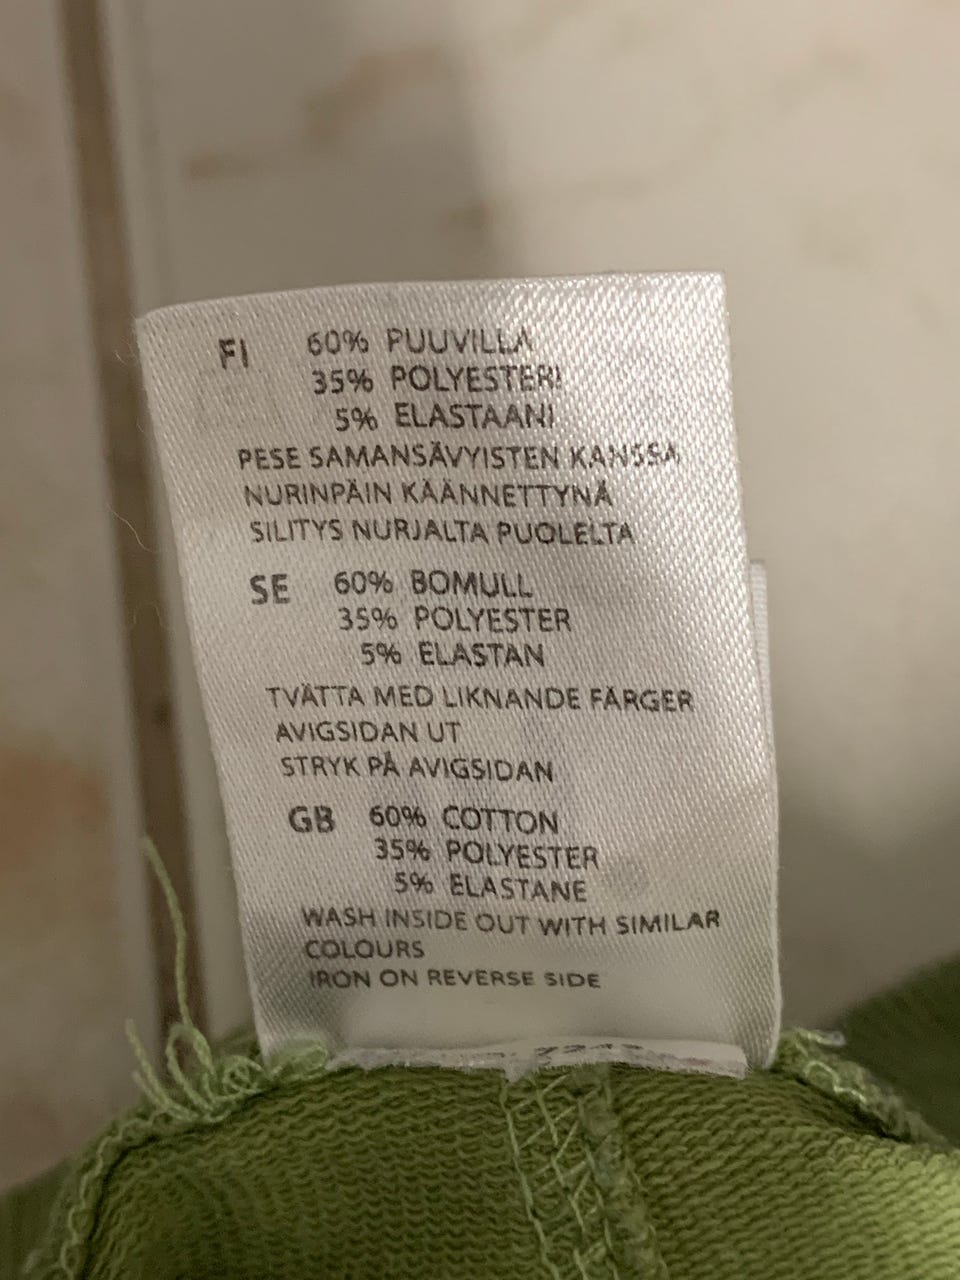 FI 60% PUUVILLA
35% POLYESTERI
5% ELASTAANI
PESE SAMANSÄVYISTEN KANSSA
NURINPÄIN KÄÄNNETTYNÄ
SILITYS NURJALTA PUOLELTA
SE 60% BOMULL
35% POLYESTER
5% ELASTAN
TVÄTTA MED LIKNANDE FÄRGER
AVIGSIDAN UT
STRYK PÅ AVIGSIDAN
GB 60% COTTON
35% POLYESTER
5% ELASTANE
WASH INSIDE OUT WITH SIMILAR
COLOURS
IRON ON REVERSE SIDE